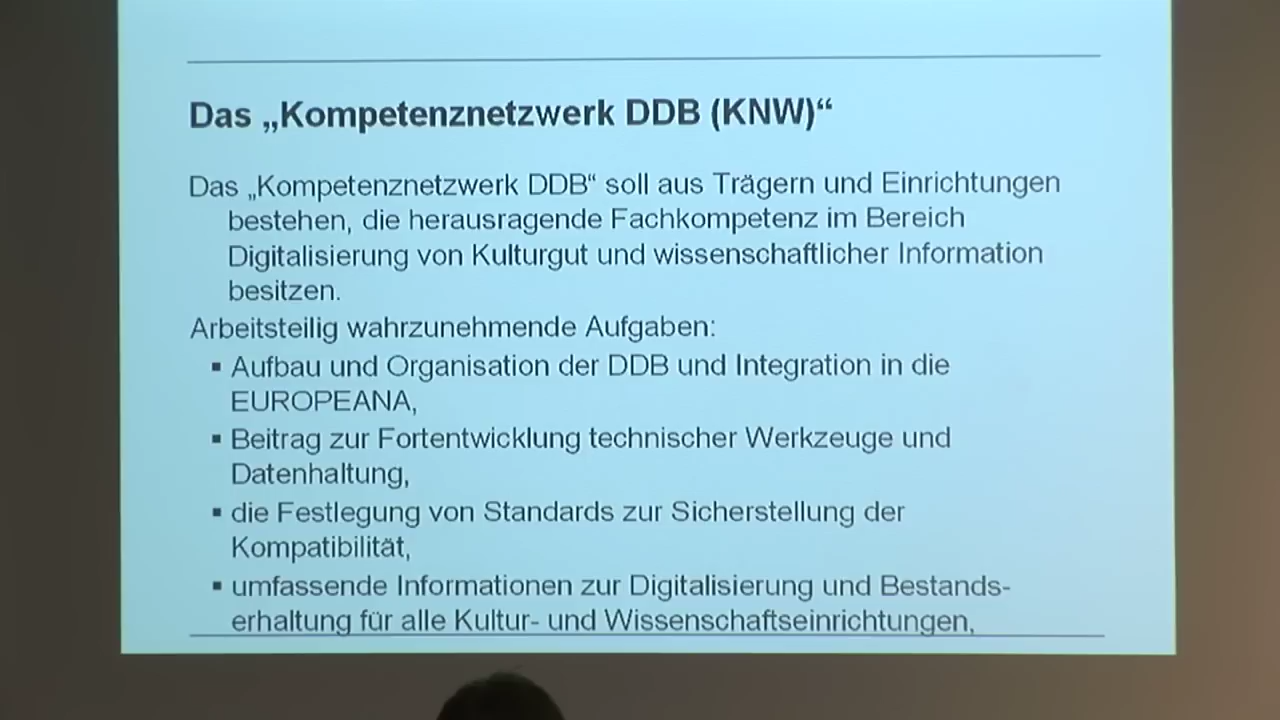 Das „Kompetenznetzwerk DDB (KNW)“
Das „Kompetenznetzwerk DDB“ soll aus Trägern und Einrichtungen
bestehen, die herausragende Fachkompetenz im Bereich
Digitalisierung von Kulturgut und wissenschaftlicher Information
besitzen.
Arbeitsteilig wahrzunehmende Aufgaben:
▪ Aufbau und Organisation der DDB und Integration in die
EUROPEANA,
▪ Beitrag zur Fortentwicklung technischer Werkzeuge und
Datenhaltung,
▪ die Festlegung von Standards zur Sicherstellung der
Kompatibilität,
▪ umfassende Informationen zur Digitalisierung und Bestands-
erhaltung für alle Kultur- und Wissenschaftseinrichtungen,